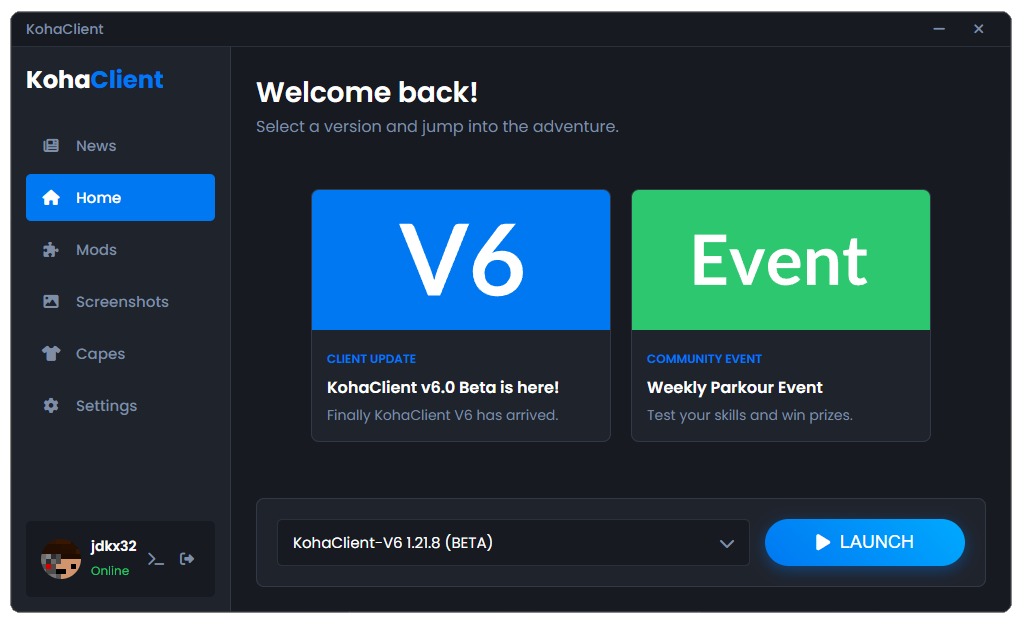 KohaClient
KohaClient
News
Home
Mods
Screenshots
Capes
Settings
jdkx32
Online
Welcome back!
Select a version and jump into the adventure.
V6
CLIENT UPDATE
KohaClient v6.0 Beta is here!
Finally KohaClient V6 has arrived.
Event
COMMUNITY EVENT
Weekly Parkour Event
Test your skills and win prizes.
KohaClient-V6 1.21.8 (BETA)
LAUNCH